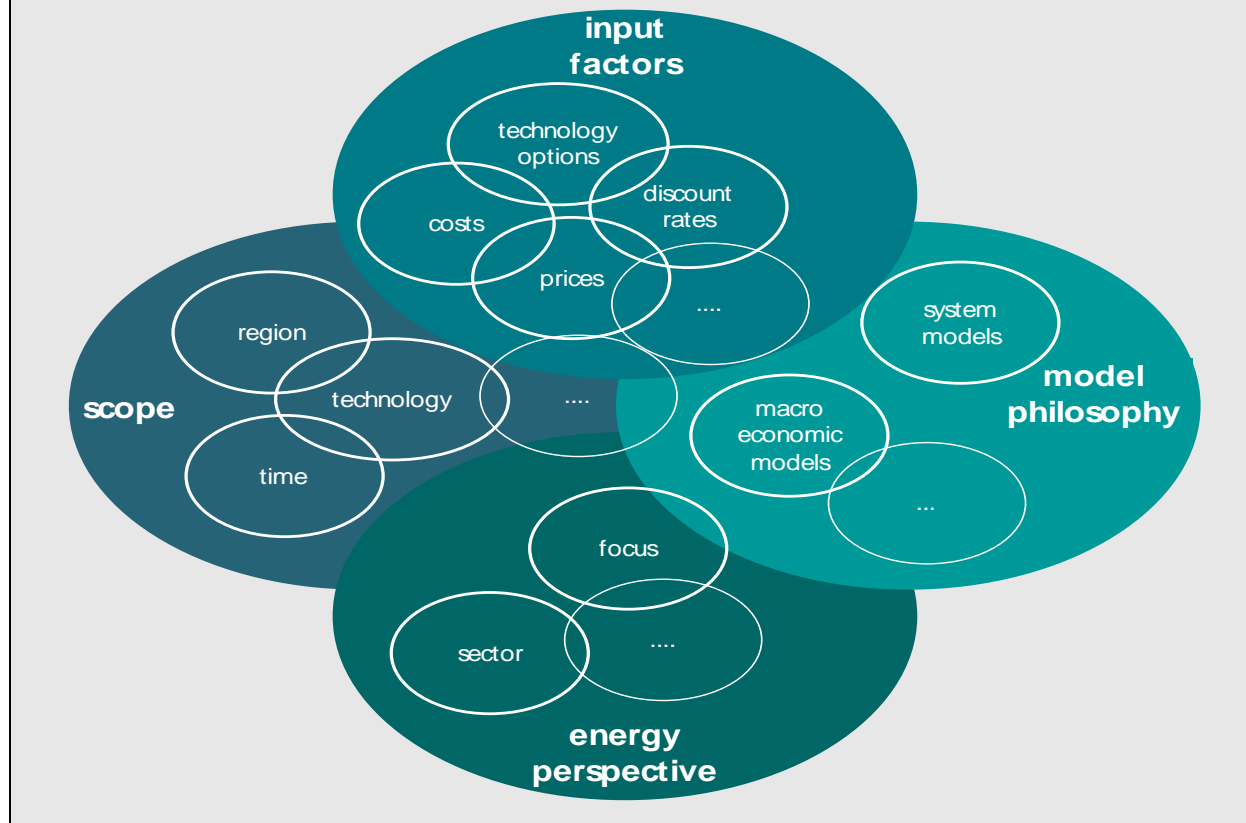 input
factors
technology
options
discount
rates
costs
prices
....
region
technology
....
time
scope
system
models
model
philosophy
macro
economic
models
...
focus
....
sector
energy
perspective